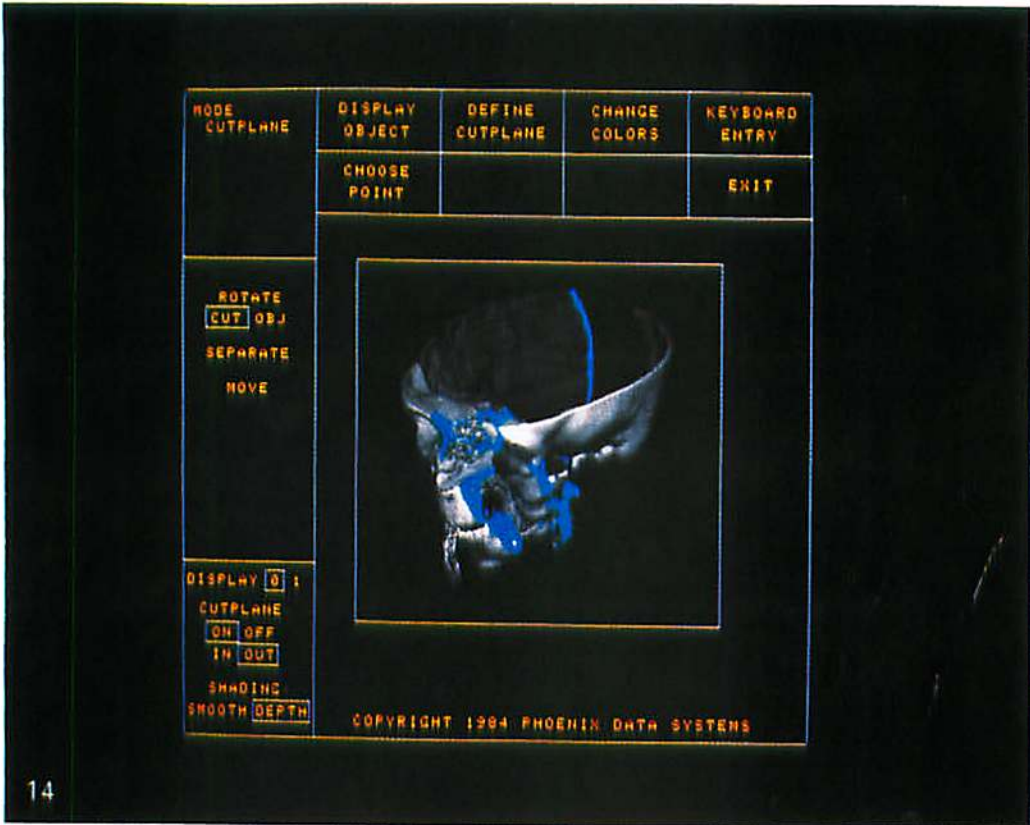 MODE
CUTPLANE
DISPLAY
OBJECT
DEFINE
CUTPLANE
CHANGE
COLORS
KEYBOARD
ENTRY
CHOOSE
POINT
EXIT
ROTATE
CUT OBJ
SEPARATE
MOVE
DISPLAY 0 1
CUTPLANE
ON OFF
IN OUT
SHADING
SMOOTH DEPTH
COPYRIGHT 1984 PHOENIX DATA SYSTEMS
14